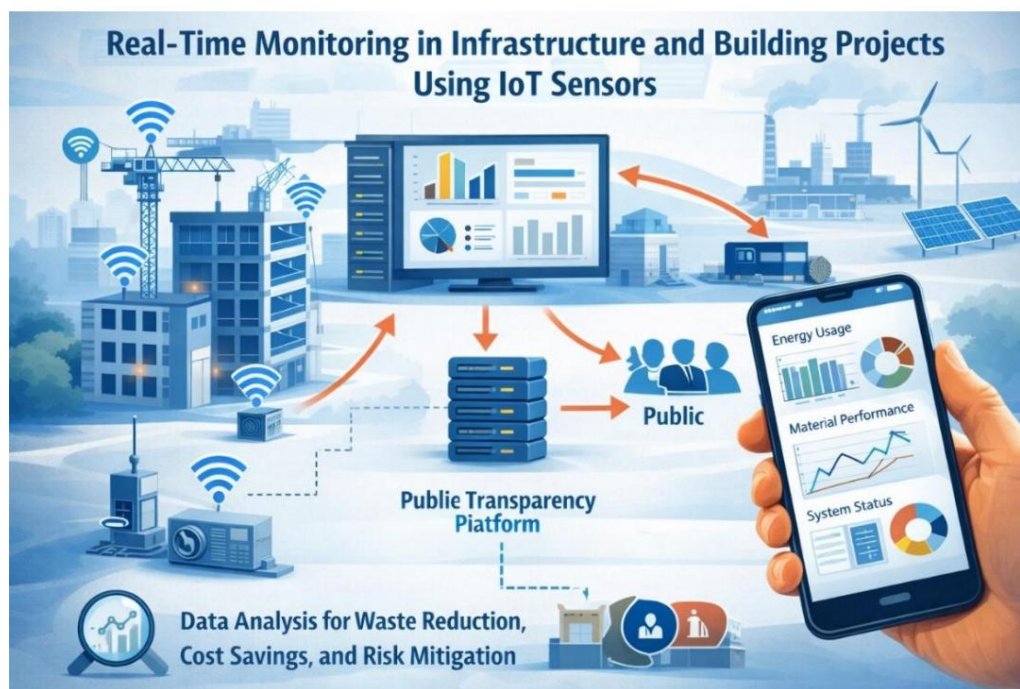 Real-Time Monitoring in Infrastructure and Building Projects
Using IoT Sensors
Energy Usage
Material Performance
System Status
Public
Public Transparency
Piatform
Data Analysis for Waste Reduction,
Cost Savings, and Risk Mitigation